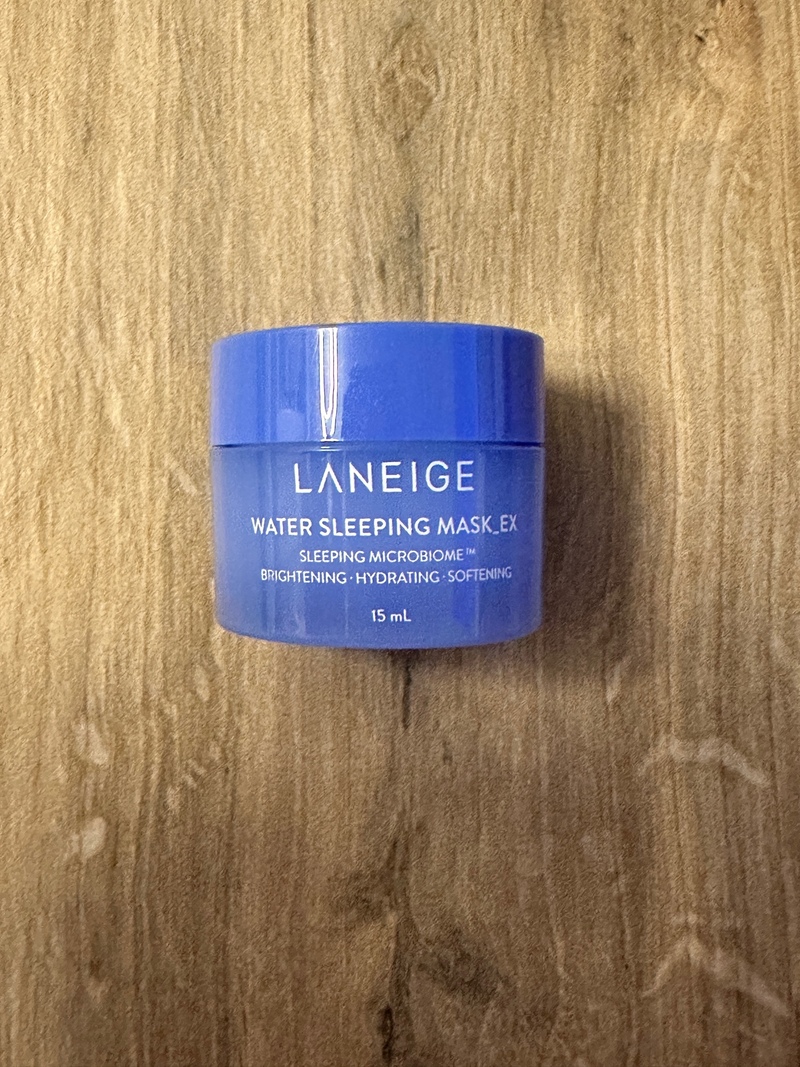 LANEIGE
WATER SLEEPING MASK_EX
SLEEPING MICROBIOME™
BRIGHTENING · HYDRATING · SOFTENING
15 mL